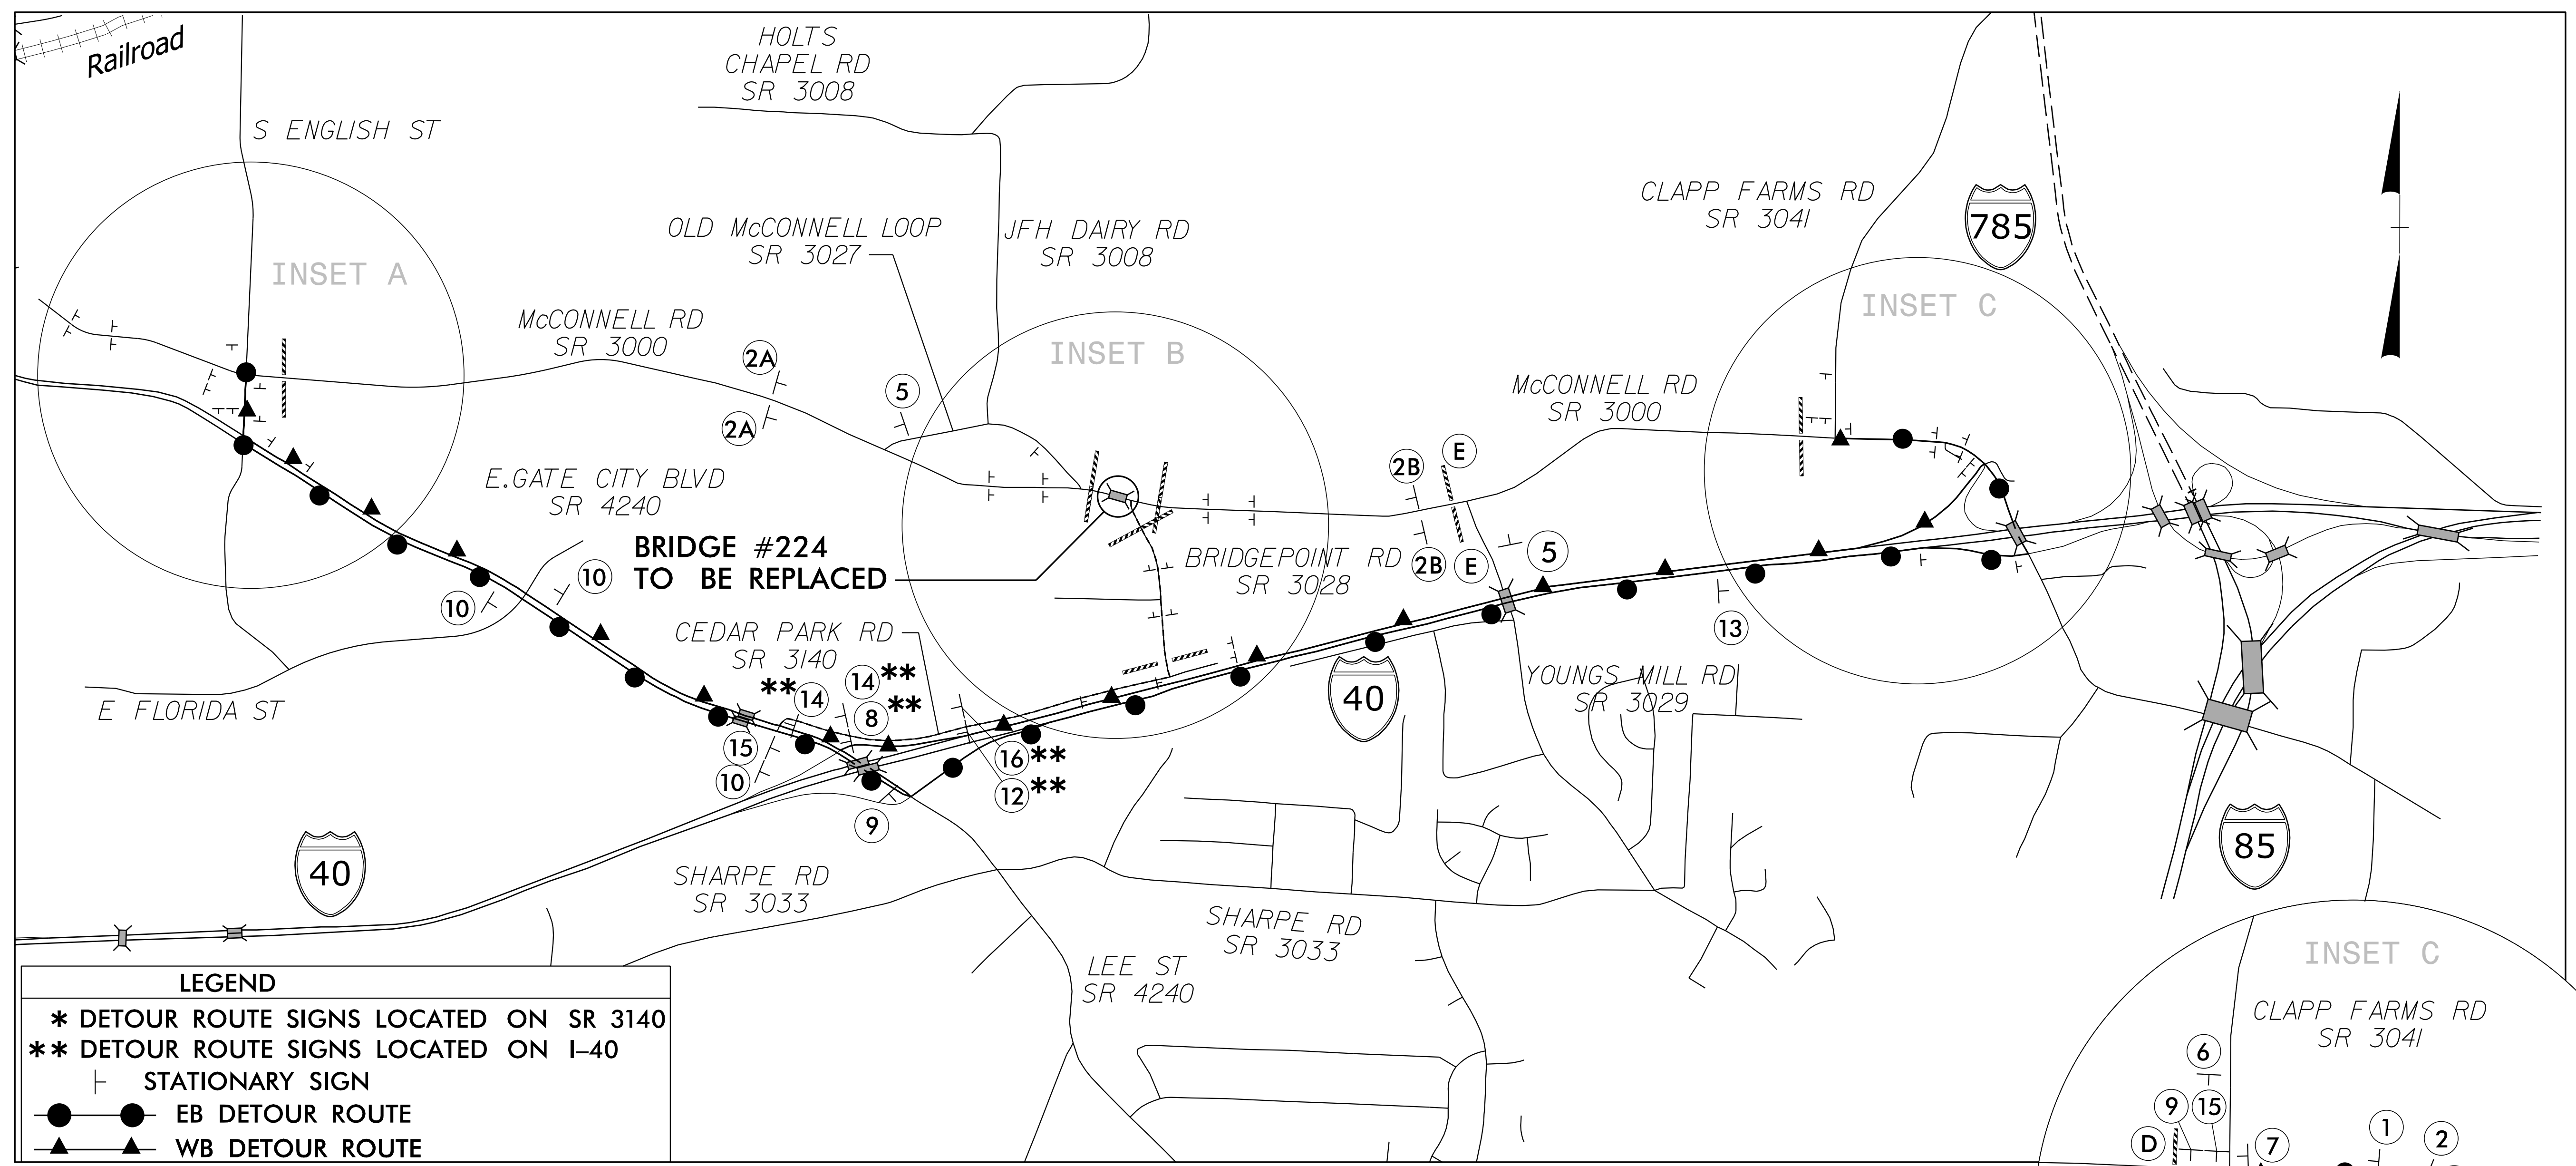 Railroad
HOLTS
CHAPEL RD
SR 3008
S ENGLISH ST
INSET A
OLD McCONNELL LOOP
SR 3027
JFH DAIRY RD
SR 3008
CLAPP FARMS RD
SR 3041
785
INSET C
McCONNELL RD
SR 3000
INSET B
2A
2A
5
McCONNELL RD
SR 3000
E.GATE CITY BLVD
SR 4240
BRIDGE #224
TO BE REPLACED
2B
E
BRIDGEPOINT RD
SR 3028
2B
E
5
10
10
13
CEDAR PARK RD
SR 3140
**
14
14
**
8
**
15
10
9
16
**
12
**
40
YOUNGS MILL RD
SR 3029
E FLORIDA ST
40
85
SHARPE RD
SR 3033
SHARPE RD
SR 3033
LEE ST
SR 4240
LEGEND
* DETOUR ROUTE SIGNS LOCATED ON SR 3140
** DETOUR ROUTE SIGNS LOCATED ON I-40
STATIONARY SIGN
EB DETOUR ROUTE
WB DETOUR ROUTE
INSET C
CLAPP FARMS RD
SR 3041
6
9
15
D
7
1
2